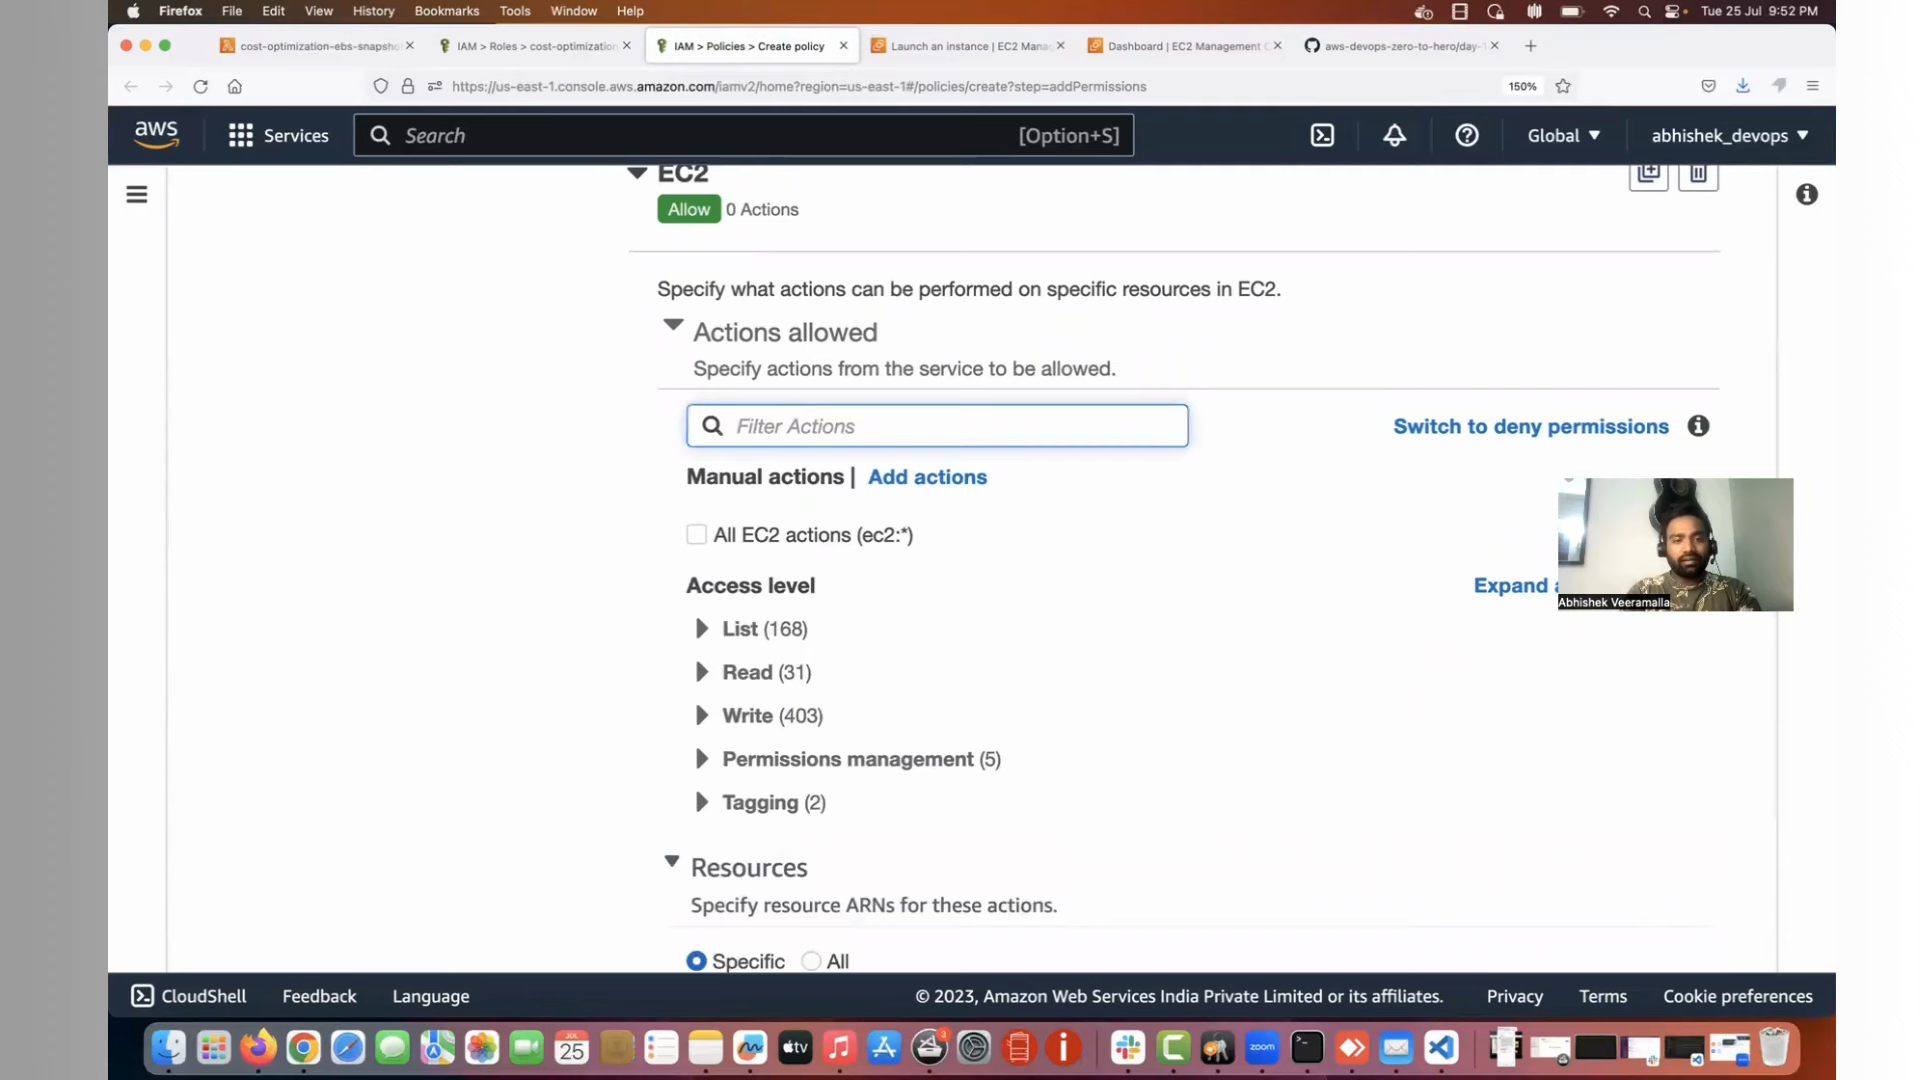 Firefox File Edit View History Bookmarks Tools Window Help Tue 25 Jul 9:52 PM
cost-optimization-ebs-snapsho IAM > Roles > cost-optimization IAM > Policies > Create policy Launch an instance | EC2 Mana Dashboard | EC2 Management C aws-devops-zero-to-hero/day-1
https://us-east-1.console.aws.amazon.com/iamv2/home?region=us-east-1#/policies/create?step=addPermissions 150%
aws Services Search [Option+S] Global abhishek_devops
EC2
Allow 0 Actions
Specify what actions can be performed on specific resources in EC2.
Actions allowed
Specify actions from the service to be allowed.
Filter Actions Switch to deny permissions
Manual actions | Add actions
All EC2 actions (ec2:*)
Access level Expand a
Abhishek Veeramalla
List (168)
Read (31)
Write (403)
Permissions management (5)
Tagging (2)
Resources
Specify resource ARNs for these actions.
Specific All
CloudShell Feedback Language © 2023, Amazon Web Services India Private Limited or its affiliates. Privacy Terms Cookie preferences
JUL
25
tv
3
zoom